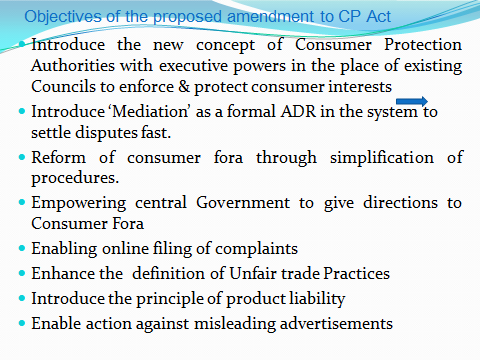 Objectives of the proposed amendment to CP Act
Introduce the new concept of Consumer Protection
Authorities with executive powers in the place of existing
Councils to enforce & protect consumer interests
Introduce ‘Mediation’ as a formal ADR in the system to
settle disputes fast.
Reform of consumer fora through simplification of
procedures.
Empowering central Government to give directions to
Consumer Fora
Enabling online filing of complaints
Enhance the definition of Unfair trade Practices
Introduce the principle of product liability
Enable action against misleading advertisements